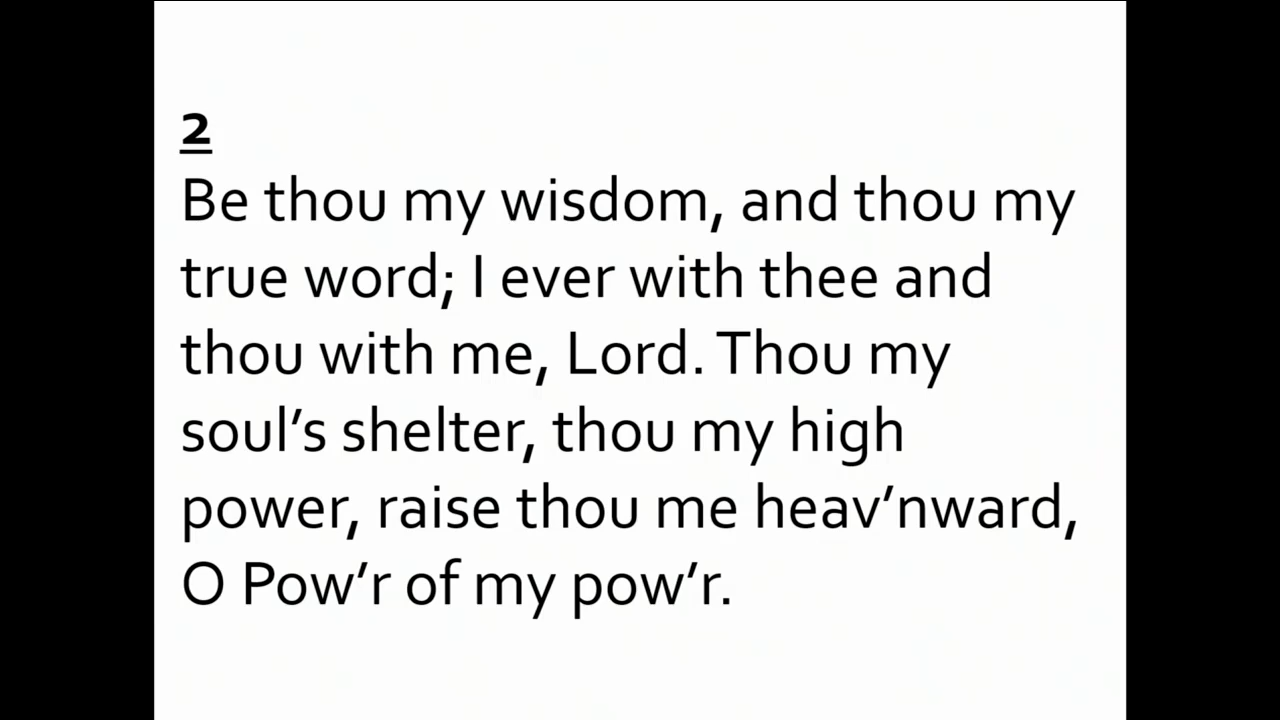 2
Be thou my wisdom, and thou my
true word; I ever with thee and
thou with me, Lord. Thou my
soul’s shelter, thou my high
power, raise thou me heav’nward,
O Pow’r of my pow’r.